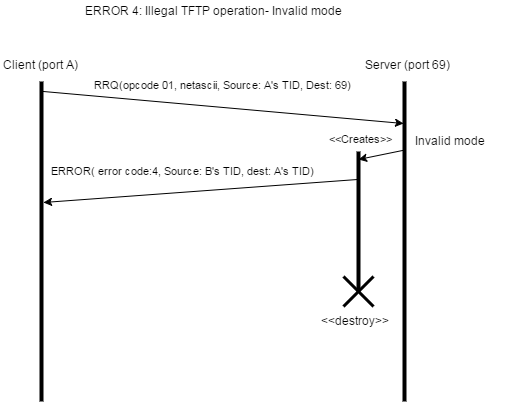 ERROR 4: Illegal TFTP operation- Invalid mode
Client (port A)
Server (port 69)
RRQ(opcode 01, netascii, Source: A's TID, Dest: 69)
<<Creates>>
Invalid mode
ERROR( error code:4, Source: B's TID, dest: A's TID)
<<destroy>>